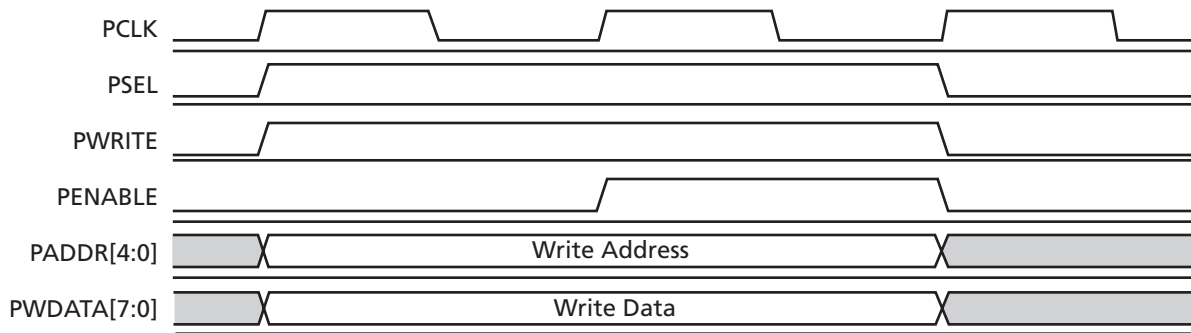 PCLK
PSEL
PWRITE
PENABLE
PADDR[4:0] Write Address
PWDATA[7:0] Write Data